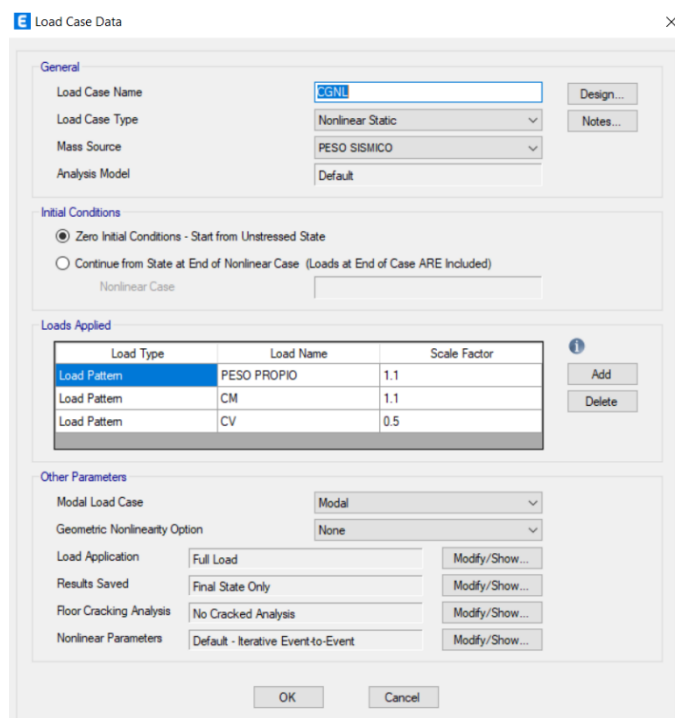 E Load Case Data
General
Load Case Name CGNL Design...
Load Case Type Nonlinear Static Notes...
Mass Source PESO SISMICO
Analysis Model Default
Initial Conditions
Zero Initial Conditions - Start from Unstressed State
Continue from State at End of Nonlinear Case (Loads at End of Case ARE Included)
Nonlinear Case
Loads Applied
Load Type Load Name Scale Factor
Load Pattern PESO PROPIO 1.1 Add
Load Pattern CM 1.1 Delete
Load Pattern CV 0.5
Other Parameters
Modal Load Case Modal
Geometric Nonlinearity Option None
Load Application Full Load Modify/Show...
Results Saved Final State Only Modify/Show...
Floor Cracking Analysis No Cracked Analysis Modify/Show...
Nonlinear Parameters Default - Iterative Event-to-Event Modify/Show...
OK Cancel